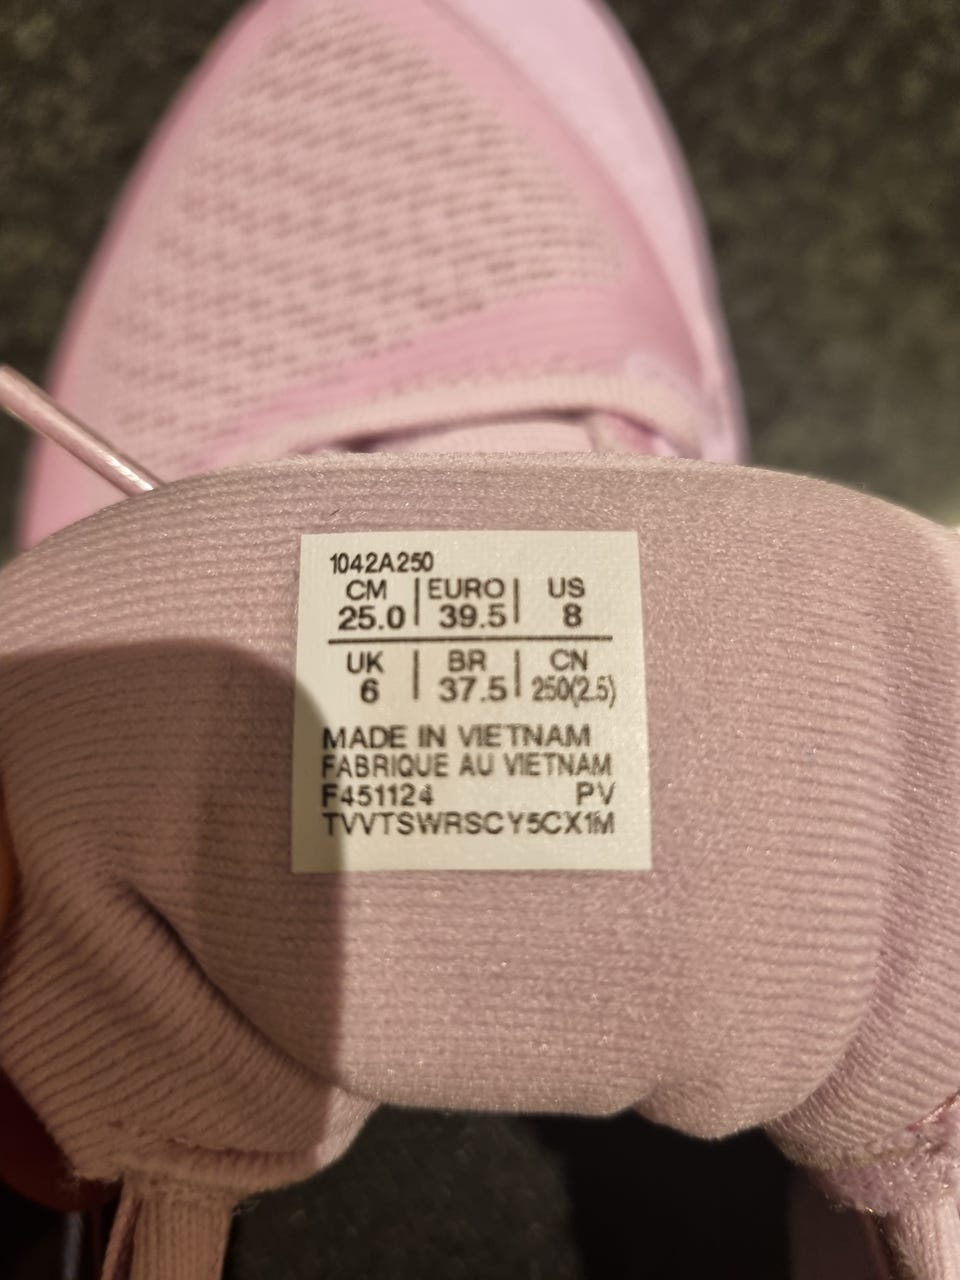 1042A250
CM | EURO | US
25.0 | 39.5 | 8
UK | BR | CN
6 | 37.5 | 250(2.5)
MADE IN VIETNAM
FABRIQUE AU VIETNAM
F451124 PV
TVVTSWRSCY5CX1M